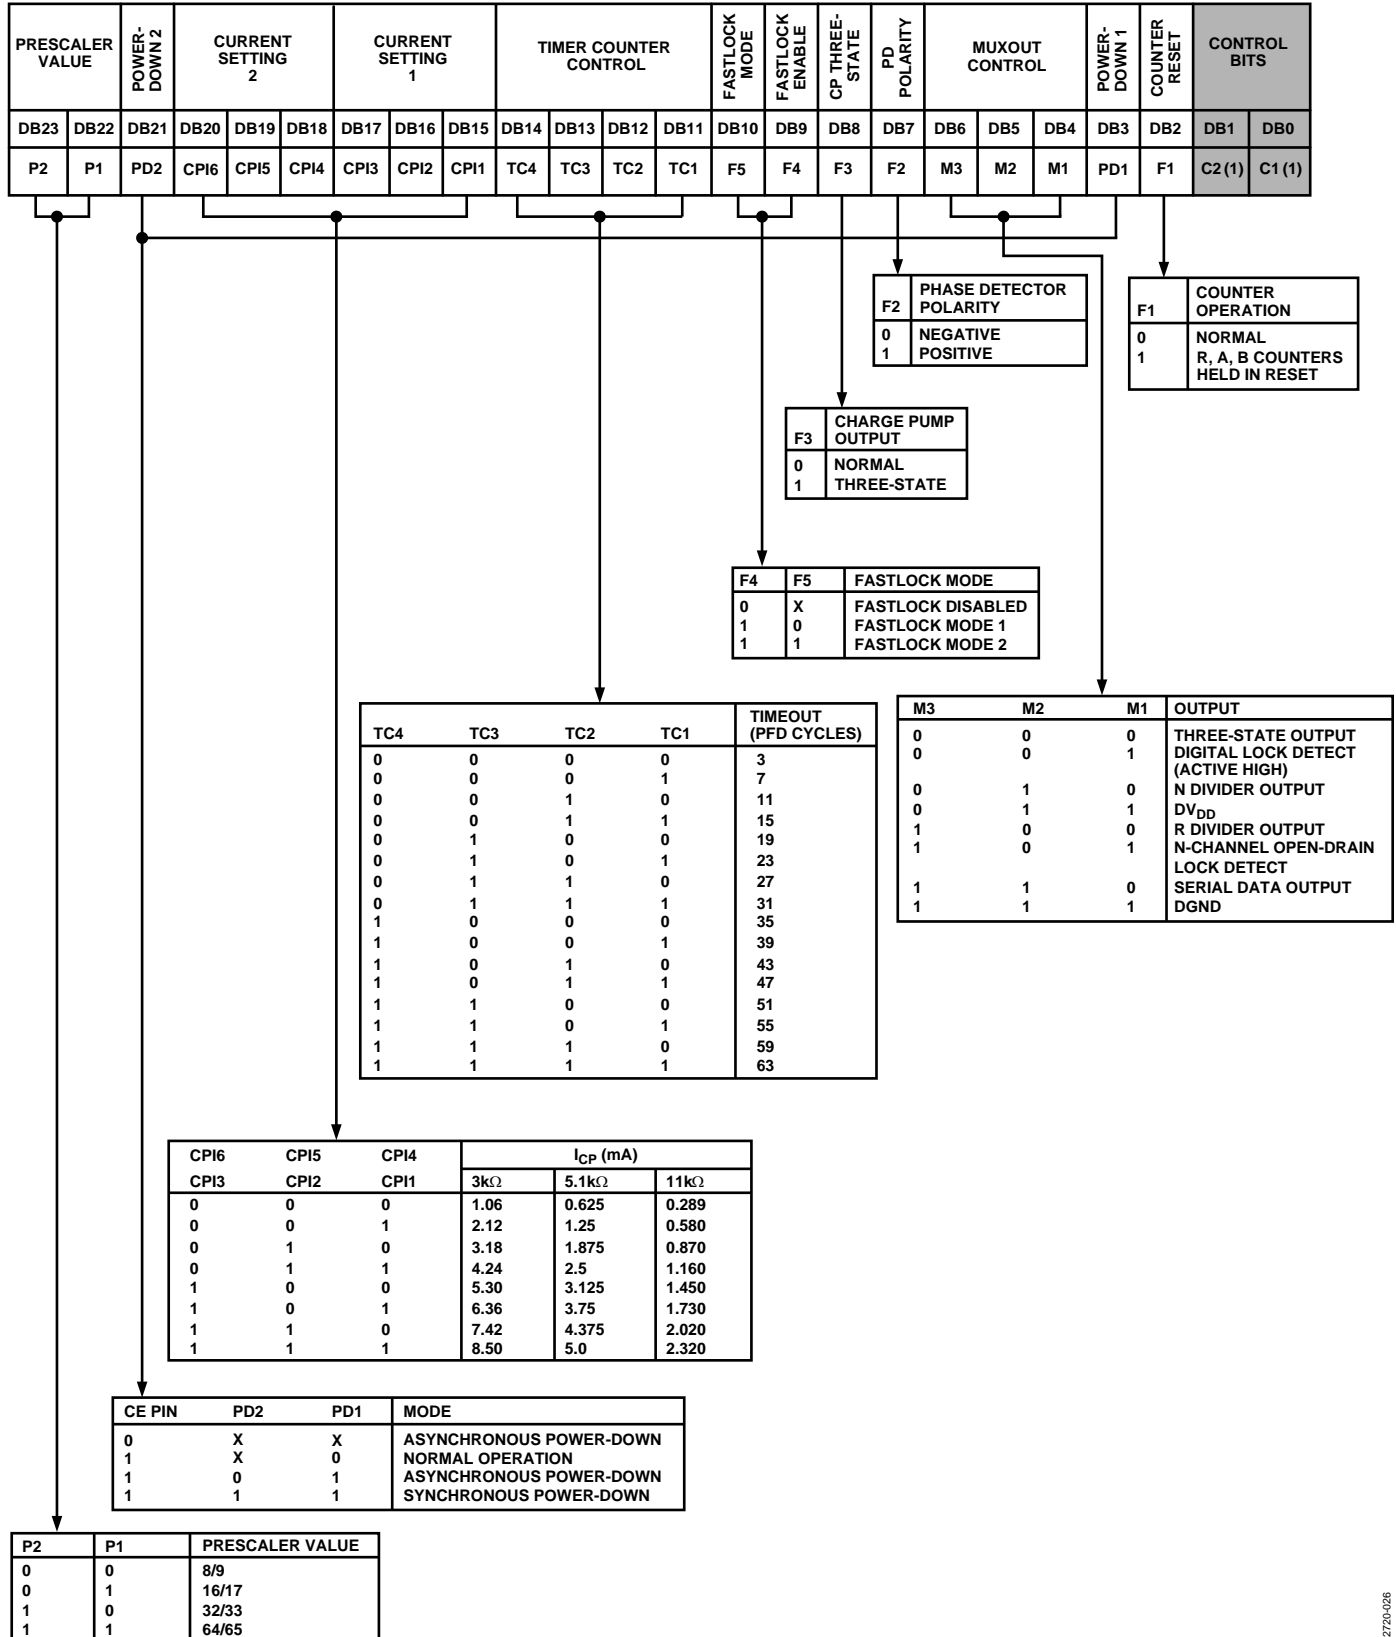 PRESCALER VALUE
POWER-DOWN 2
CURRENT SETTING 2
CURRENT SETTING 1
TIMER COUNTER CONTROL
FASTLOCK MODE
FASTLOCK ENABLE
CP THREE-STATE
PD POLARITY
MUXOUT CONTROL
POWER-DOWN 1
COUNTER RESET
CONTROL BITS
DB23 DB22 DB21 DB20 DB19 DB18 DB17 DB16 DB15 DB14 DB13 DB12 DB11 DB10 DB9 DB8 DB7 DB6 DB5 DB4 DB3 DB2 DB1 DB0
P2 P1 PD2 CPI6 CPI5 CPI4 CPI3 CPI2 CPI1 TC4 TC3 TC2 TC1 F5 F4 F3 F2 M3 M2 M1 PD1 F1 C2 (1) C1 (1)
F2 PHASE DETECTOR POLARITY
0 NEGATIVE
1 POSITIVE
F1 COUNTER OPERATION
0 NORMAL
1 R, A, B COUNTERS
HELD IN RESET
F3 CHARGE PUMP OUTPUT
0 NORMAL
1 THREE-STATE
F4 F5 FASTLOCK MODE
0 X FASTLOCK DISABLED
1 0 FASTLOCK MODE 1
1 1 FASTLOCK MODE 2
TC4 TC3 TC2 TC1 TIMEOUT (PFD CYCLES)
0 0 0 0 3
0 0 0 1 7
0 0 1 0 11
0 0 1 1 15
0 1 0 0 19
0 1 0 1 23
0 1 1 0 27
0 1 1 1 31
1 0 0 0 35
1 0 0 1 39
1 0 1 0 43
1 0 1 1 47
1 1 0 0 51
1 1 0 1 55
1 1 1 0 59
1 1 1 1 63
M3 M2 M1 OUTPUT
0 0 0 THREE-STATE OUTPUT
0 0 1 DIGITAL LOCK DETECT
(ACTIVE HIGH)
0 1 0 N DIVIDER OUTPUT
0 1 1 DVDD
1 0 0 R DIVIDER OUTPUT
1 0 1 N-CHANNEL OPEN-DRAIN
LOCK DETECT
1 1 0 SERIAL DATA OUTPUT
1 1 1 DGND
CPI6 CPI5 CPI4 ICP (mA)
CPI3 CPI2 CPI1 3kΩ 5.1kΩ 11kΩ
0 0 0 1.06 0.625 0.289
0 0 1 2.12 1.25 0.580
0 1 0 3.18 1.875 0.870
0 1 1 4.24 2.5 1.160
1 0 0 5.30 3.125 1.450
1 0 1 6.36 3.75 1.730
1 1 0 7.42 4.375 2.020
1 1 1 8.50 5.0 2.320
CE PIN PD2 PD1 MODE
0 X X ASYNCHRONOUS POWER-DOWN
1 X 0 NORMAL OPERATION
1 0 1 ASYNCHRONOUS POWER-DOWN
1 1 1 SYNCHRONOUS POWER-DOWN
P2 P1 PRESCALER VALUE
0 0 8/9
0 1 16/17
1 0 32/33
1 1 64/65
2720-026